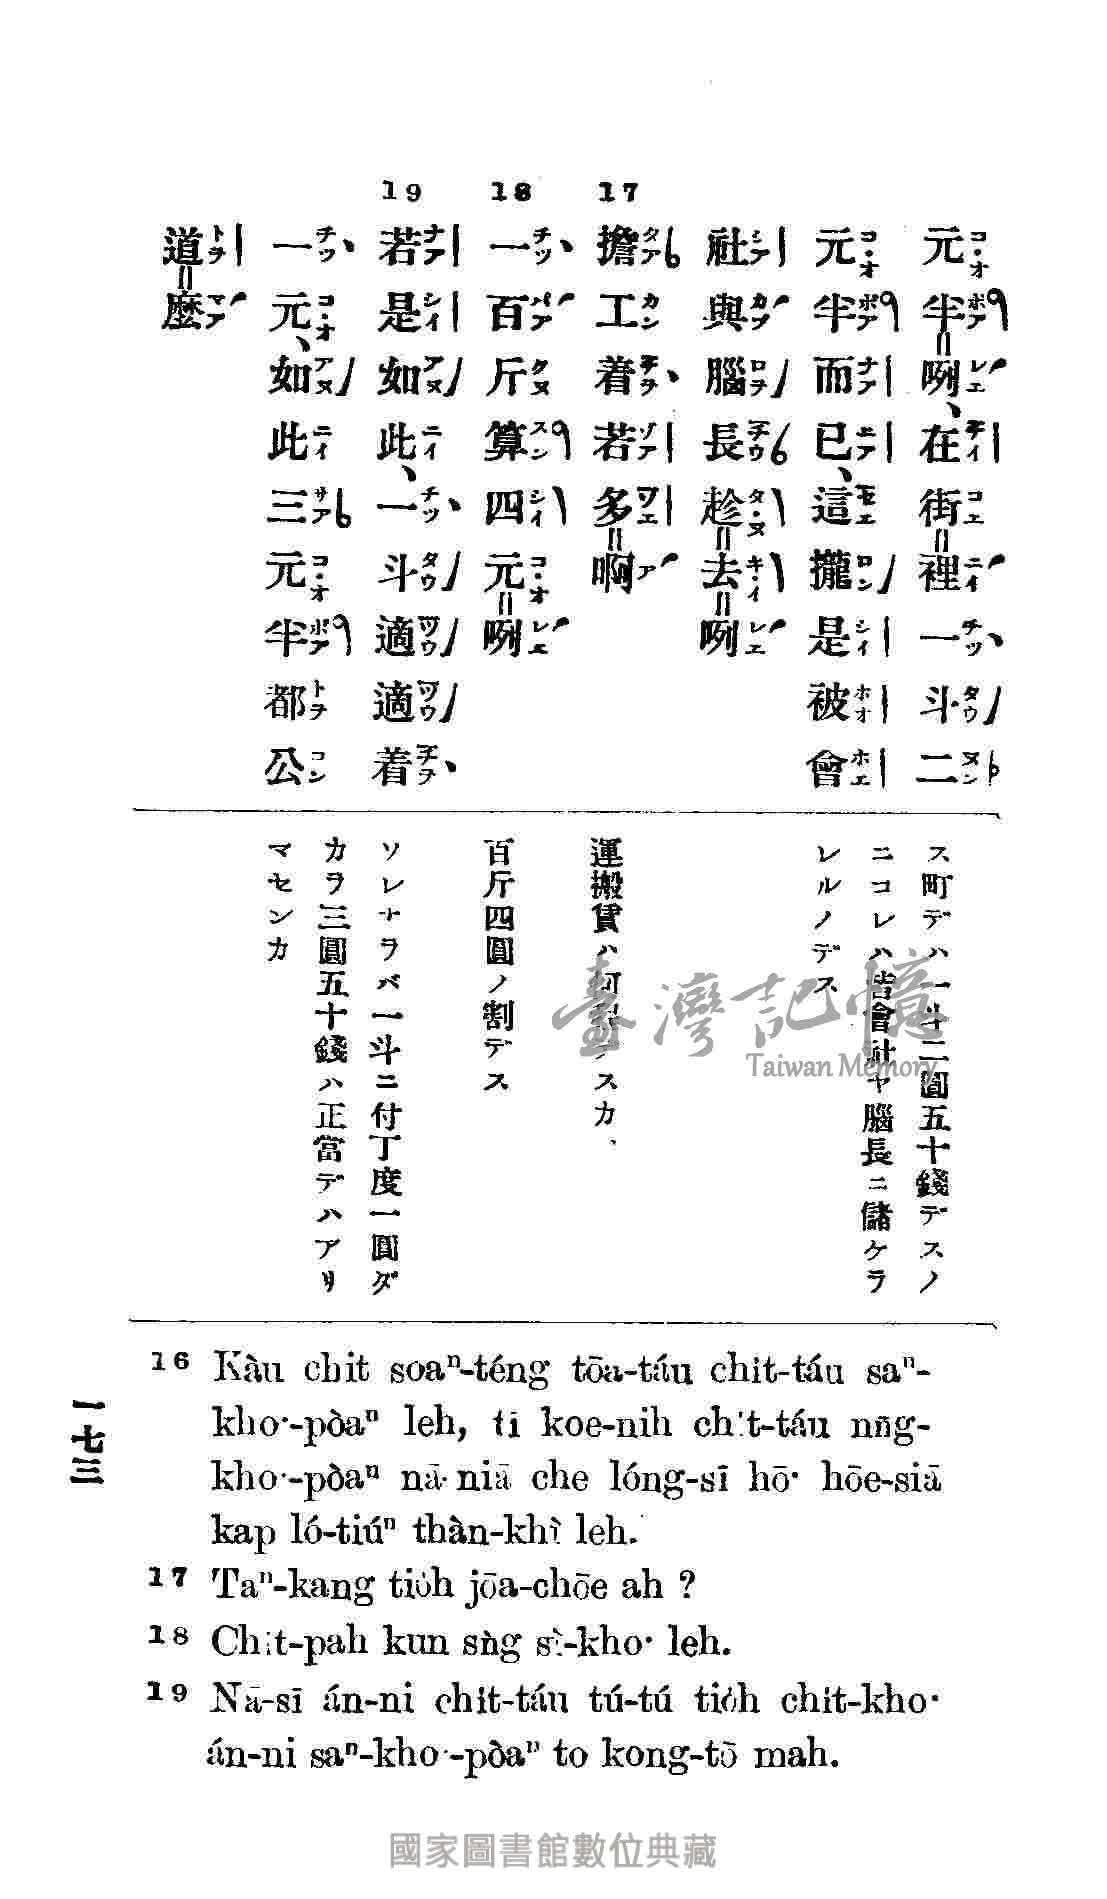 元半咧、在街裡一斗二
元半而已、這攏是被會
社與腦長趁去咧
17 擔工着若多啊
18 一百斤算四元咧
19 若是如此、一斗適適着
一元、如此三元半都公
道麼
ス町デハ一斗二圓五十錢デスノ
ニコレハ皆會社ヤ腦長ニ儲ケラ
レルノデス
運搬賃ハ何程デスカ、
百斤四圓ノ割デス
ソレナラバ一斗ニ付丁度一圓ダ
カラ三圓五十錢ハ正當デハアリ
マセンカ
16 Kàu chit soaⁿ-téng tōa-táu chit-táu saⁿ-
kho·-pòaⁿ leh, tī koe-nih chit-táu nn̄g-
kho·-pòaⁿ nā-niā che lóng-sī hō· hōe-siā
kap ló-tiúⁿ thàn-khì leh.
17 Taⁿ-kang tio̍h jōa-chōe ah ?
18 Chit-pah kun sǹg sì-kho· leh.
19 Nā-sī án-ni chit-táu tú-tú tio̍h chit-kho·
án-ni saⁿ-kho·-pòaⁿ to kong-tō mah.
一七三
臺灣記憶
Taiwan Memory
國家圖書館數位典藏